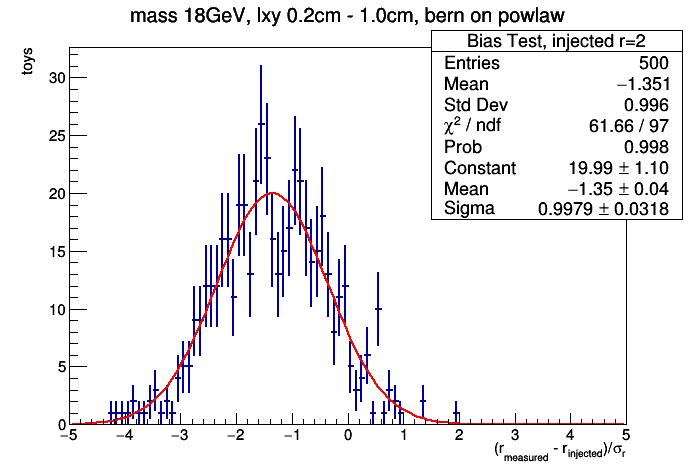 mass 18GeV, lxy 0.2cm - 1.0cm, bern on powlaw
toys
Bias Test, injected r=2
Entries 500
Mean −1.351
Std Dev 0.996
χ² / ndf 61.66 / 97
Prob 0.998
Constant 19.99 ± 1.10
Mean −1.35 ± 0.04
Sigma 0.9979 ± 0.0318
30
25
20
15
10
5
0
−5 −4 −3 −2 −1 0 1 2 3 4 5
(r_measured - r_injected)/σ_r